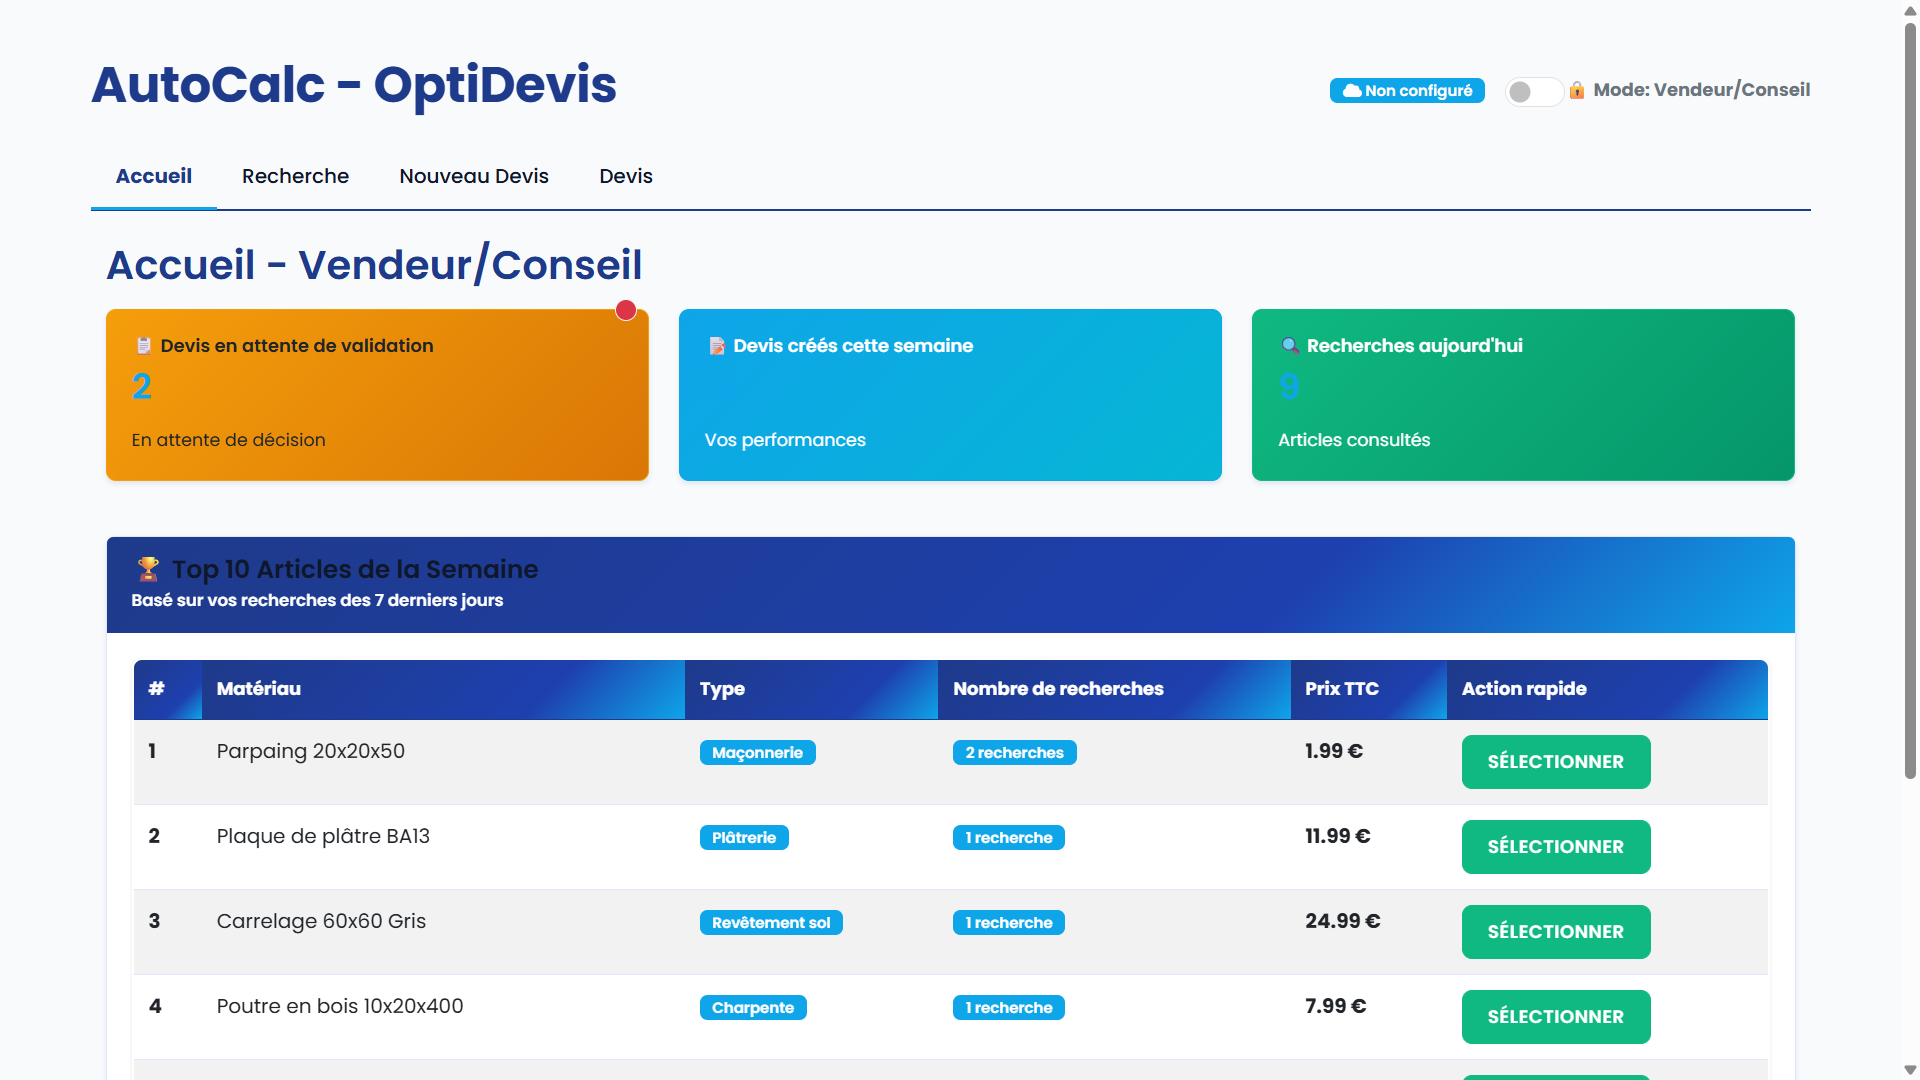 AutoCalc - OptiDevis
Non configuré
Mode: Vendeur/Conseil
Accueil
Recherche
Nouveau Devis
Devis
Accueil - Vendeur/Conseil
Devis en attente de validation
2
En attente de décision
Devis créés cette semaine
Vos performances
Recherches aujourd'hui
9
Articles consultés
Top 10 Articles de la Semaine
Basé sur vos recherches des 7 derniers jours
# Matériau Type Nombre de recherches Prix TTC Action rapide
1 Parpaing 20x20x50 Maçonnerie 2 recherches 1.99 € SÉLECTIONNER
2 Plaque de plâtre BA13 Plâtrerie 1 recherche 11.99 € SÉLECTIONNER
3 Carrelage 60x60 Gris Revêtement sol 1 recherche 24.99 € SÉLECTIONNER
4 Poutre en bois 10x20x400 Charpente 1 recherche 7.99 € SÉLECTIONNER